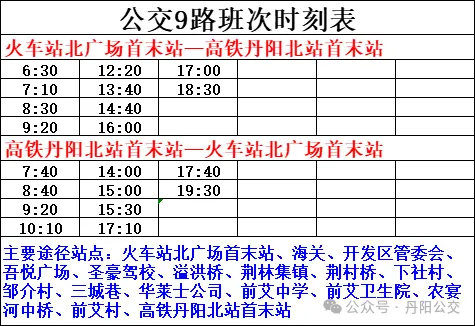 公交9路班次时刻表
火车站北广场首末站—高铁丹阳北站首末站
6:30 12:20 17:00
7:10 13:40 18:30
8:30 14:40
9:20 16:00
高铁丹阳北站首末站—火车站北广场首末站
7:40 14:00 17:40
8:40 15:00 19:30
9:20 15:30
10:10 17:10
主要途径站点：火车站北广场首末站、海关、开发区管委会、
吾悦广场、圣豪驾校、溢洪桥、荆林集镇、荆村桥、下社村、
邹介村、三城巷、华莱士公司、前艾中学、前艾卫生院、农宴
河中桥、前艾村、高铁丹阳北站首末站
公众号·丹阳公交